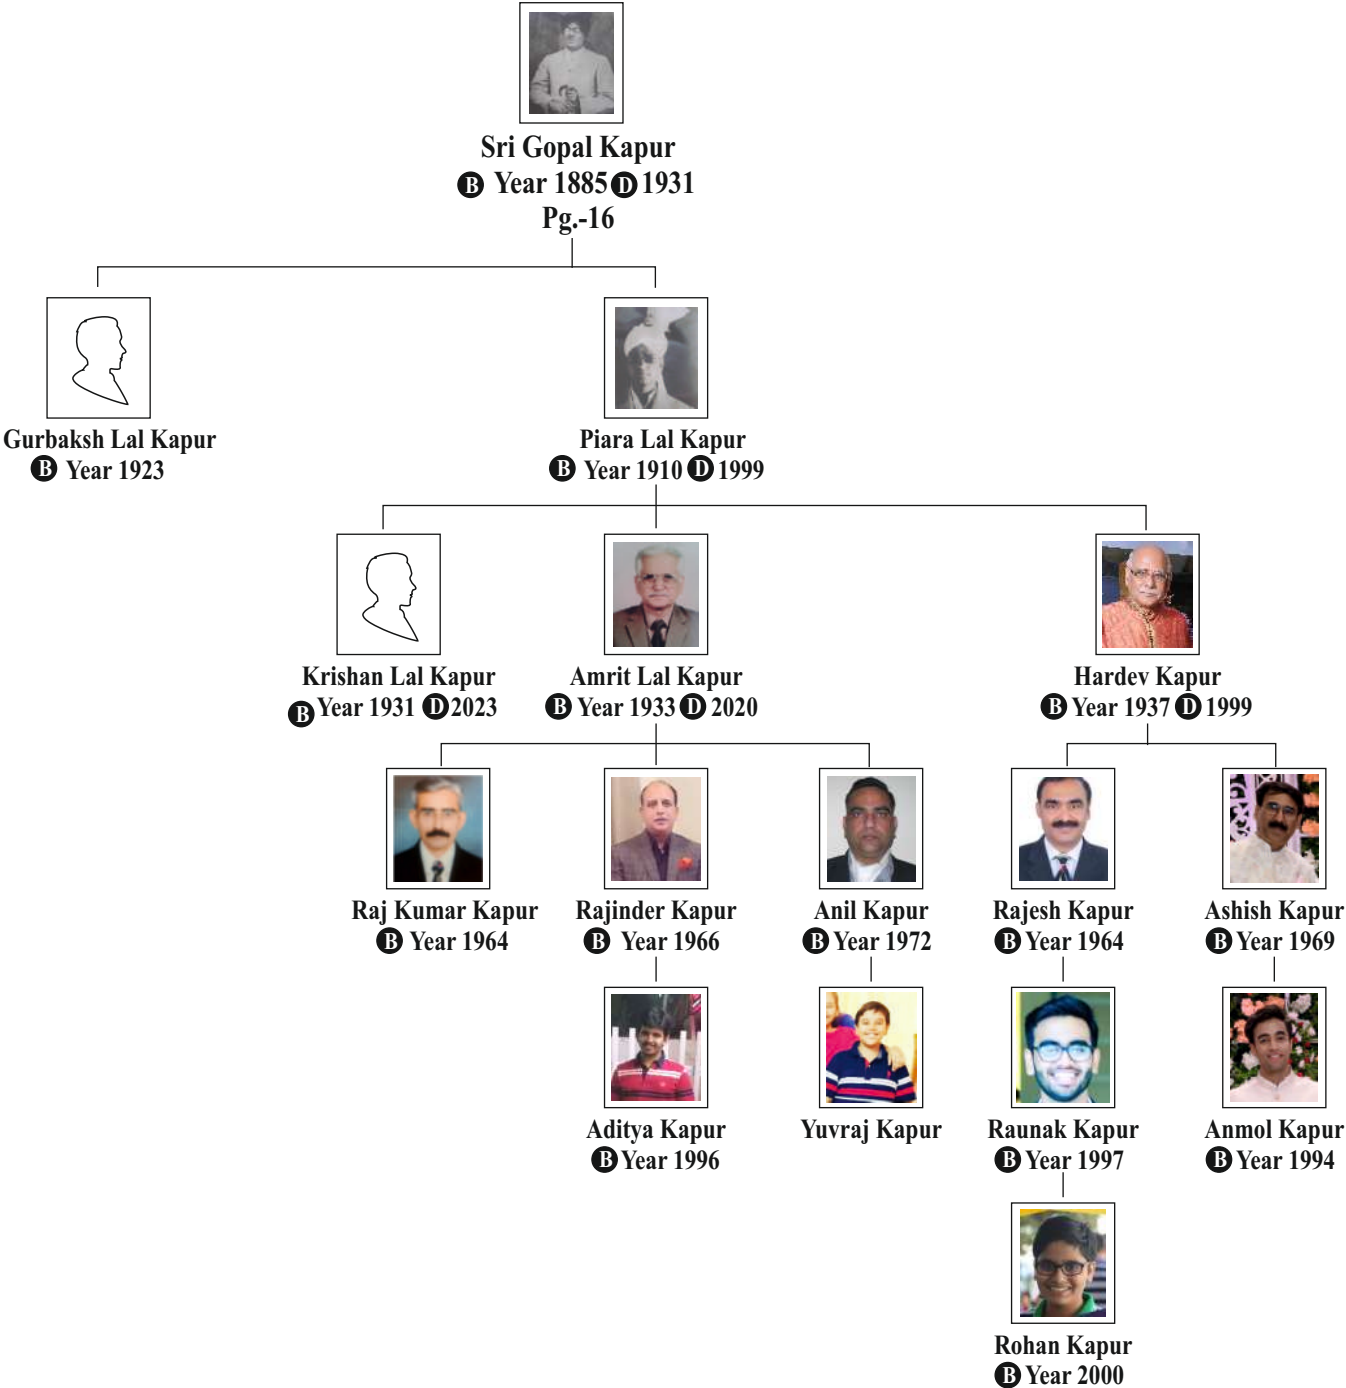 Sri Gopal Kapur
B Year 1885 D 1931
Pg.-16
Gurbaksh Lal Kapur
B Year 1923
Piara Lal Kapur
B Year 1910 D 1999
Krishan Lal Kapur
B Year 1931 D 2023
Amrit Lal Kapur
B Year 1933 D 2020
Hardev Kapur
B Year 1937 D 1999
Raj Kumar Kapur
B Year 1964
Rajinder Kapur
B Year 1966
Anil Kapur
B Year 1972
Rajesh Kapur
B Year 1964
Ashish Kapur
B Year 1969
Aditya Kapur
B Year 1996
Yuvraj Kapur
Raunak Kapur
B Year 1997
Anmol Kapur
B Year 1994
Rohan Kapur
B Year 2000